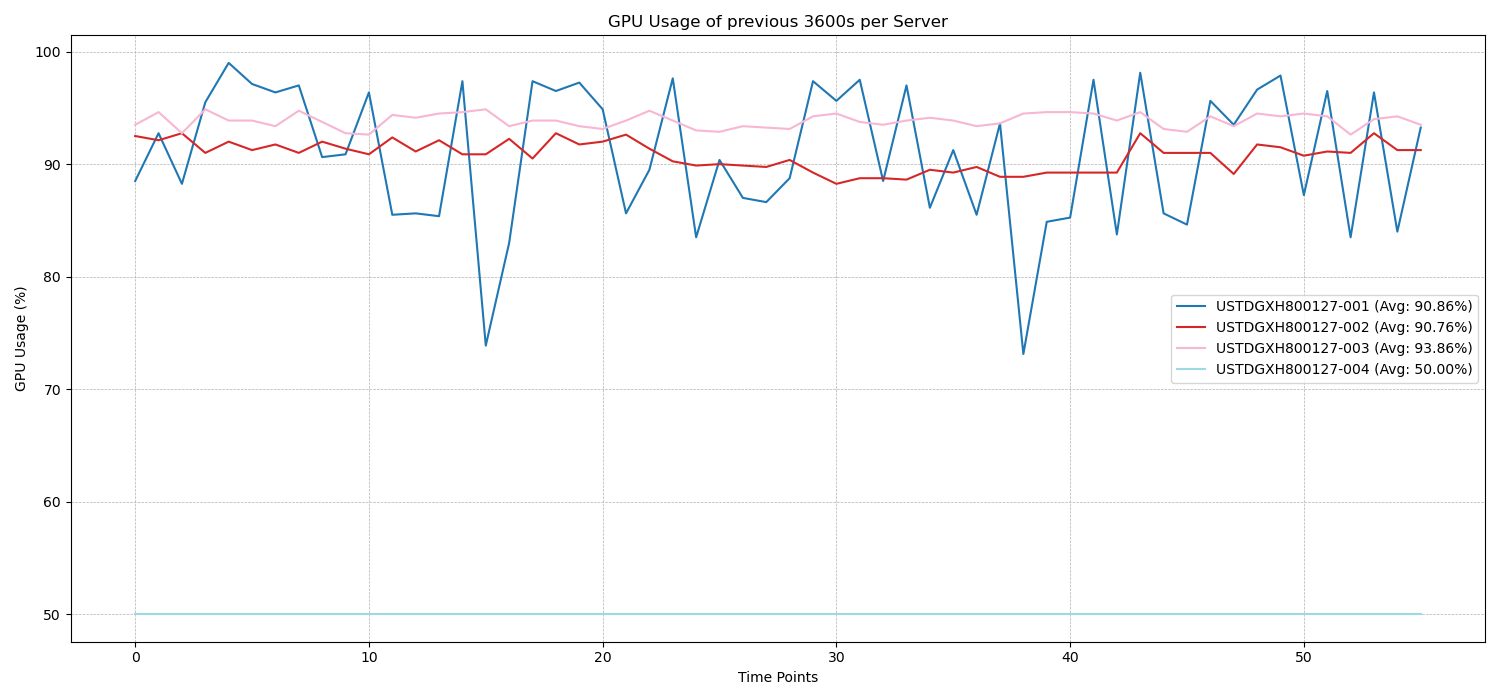 GPU Usage of previous 3600s per Server
100
90
80
70
60
50
GPU Usage (%)
USTDGXH800127-001 (Avg: 90.86%)
USTDGXH800127-002 (Avg: 90.76%)
USTDGXH800127-003 (Avg: 93.86%)
USTDGXH800127-004 (Avg: 50.00%)
0 10 20 30 40 50
Time Points